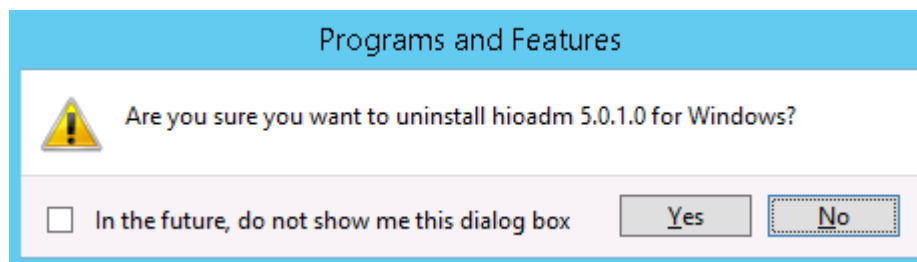 Programs and Features
Are you sure you want to uninstall hioadm 5.0.1.0 for Windows?
In the future, do not show me this dialog box
Yes
No